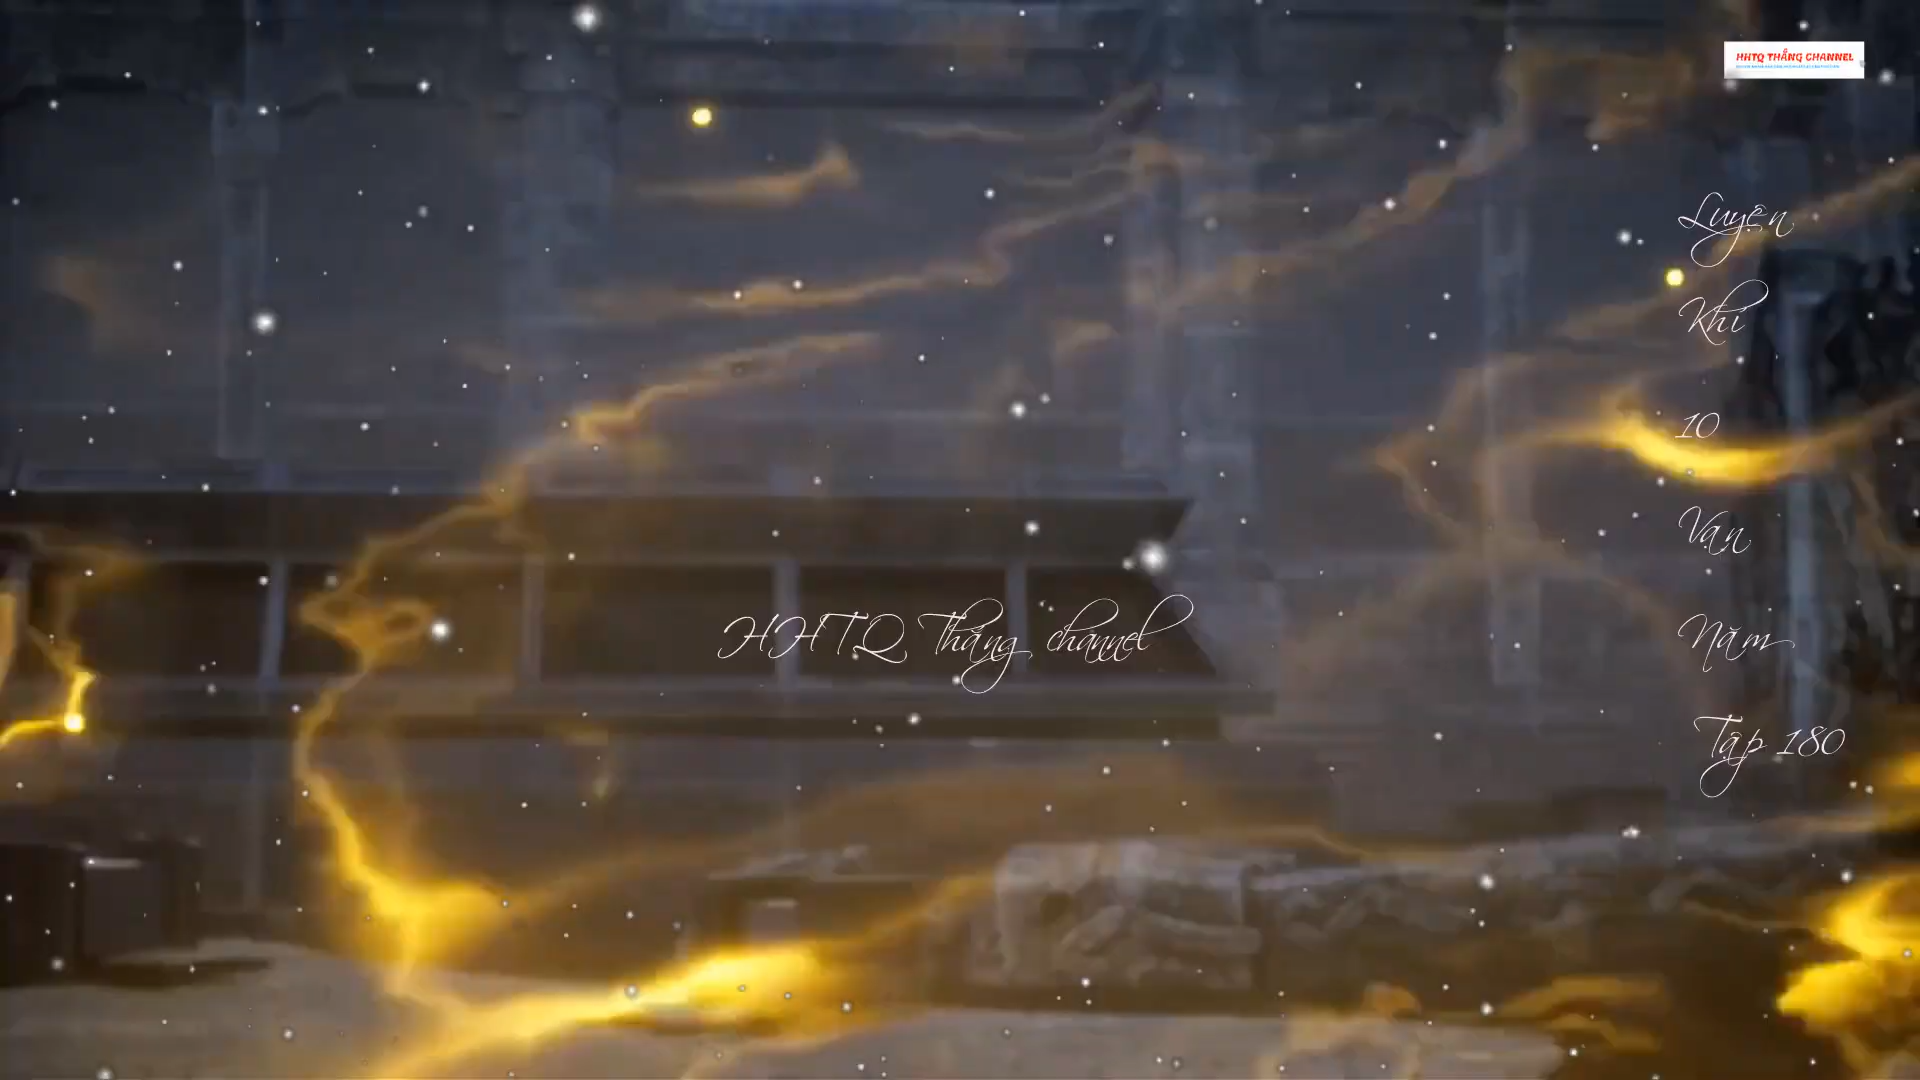 HHTQ THẮNG CHANNEL
Luyện
Khí
10
Vạn
Năm
HHTQ Thắng channel
Tập 180